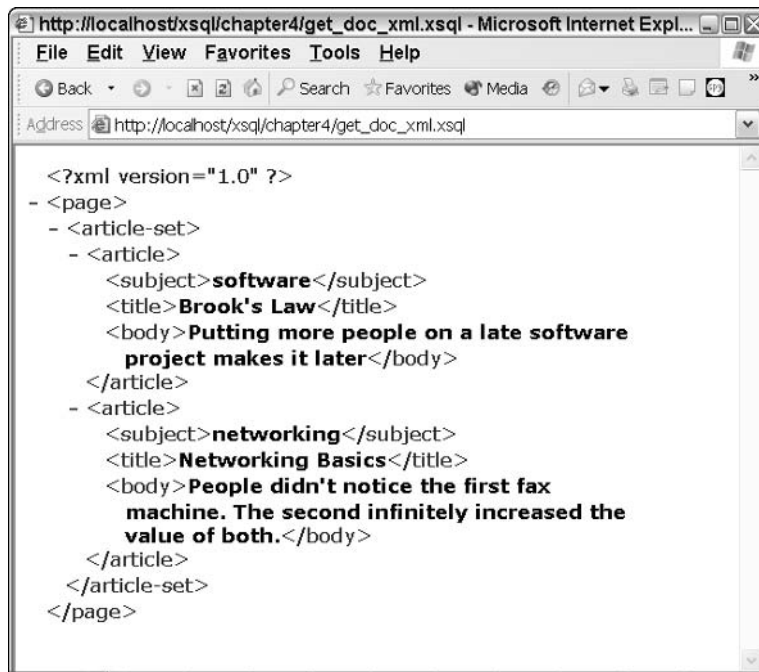 http://localhost/xsql/chapter4/get_doc_xml.xsql - Microsoft Internet Expl...
File Edit View Favorites Tools Help
Back Search Favorites Media
Address http://localhost/xsql/chapter4/get_doc_xml.xsql
<?xml version="1.0" ?>
- <page>
- <article-set>
- <article>
<subject>software</subject>
<title>Brook's Law</title>
<body>Putting more people on a late software
project makes it later</body>
</article>
- <article>
<subject>networking</subject>
<title>Networking Basics</title>
<body>People didn't notice the first fax
machine. The second infinitely increased the
value of both.</body>
</article>
</article-set>
</page>